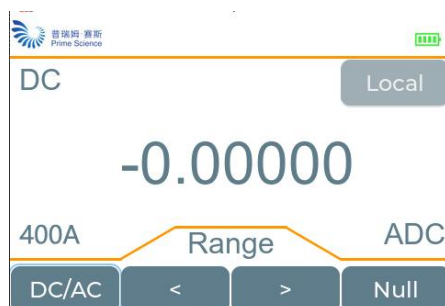 普瑞姆·赛斯
Prime Science
DC
Local
-0.00000
400A
Range
ADC
DC/AC
<
>
Null